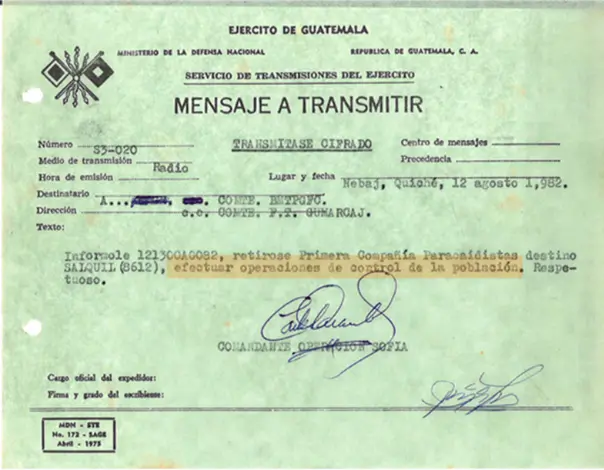 EJERCITO DE GUATEMALA
MINISTERIO DE LA DEFENSA NACIONAL REPUBLICA DE GUATEMALA, C. A.
SERVICIO DE TRANSMISIONES DEL EJERCITO
MENSAJE A TRANSMITIR
Número S3-020 TRANSMITASE CIFRADO Centro de mensajes
Medio de transmisión Radio Precedencia
Hora de emisión Lugar y fecha Nebaj, Quiché, 12 agosto 1,982.
Destinatario A... COMTE. BETPGFC.
Dirección c.c. COMTE. F.T. GUMARCAJ.
Texto:
Informole 121300AGO82, retirose Primera Compañía Paracaidistas destino
SALQUIL (8612), efectuar operaciones de control de la población. Respe-
tuoso.
COMANDANTE OPERACION SOFIA
Cargo oficial del expedidor:
Firma y grado del escribiente:
MDN - STE
No. 172 - SAGE
Abril - 1975